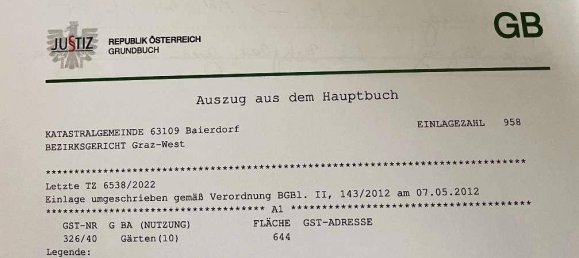 JUSTIZ
REPUBLIK ÖSTERREICH
GRUNDBUCH
GB
Auszug aus dem Hauptbuch
KATASTRALGEMEINDE 63109 Baierdorf EINLAGEZAHL 958
BEZIRKSGERICHT Graz-West
********************************************************************************
Letzte TZ 6538/2022
Einlage umgeschrieben gemäß Verordnung BGBl. II, 143/2012 am 07.05.2012
************************************* A1 ***************************************
GST-NR G BA (NUTZUNG) FLÄCHE GST-ADRESSE
326/40 Gärten(10) 644
Legende: